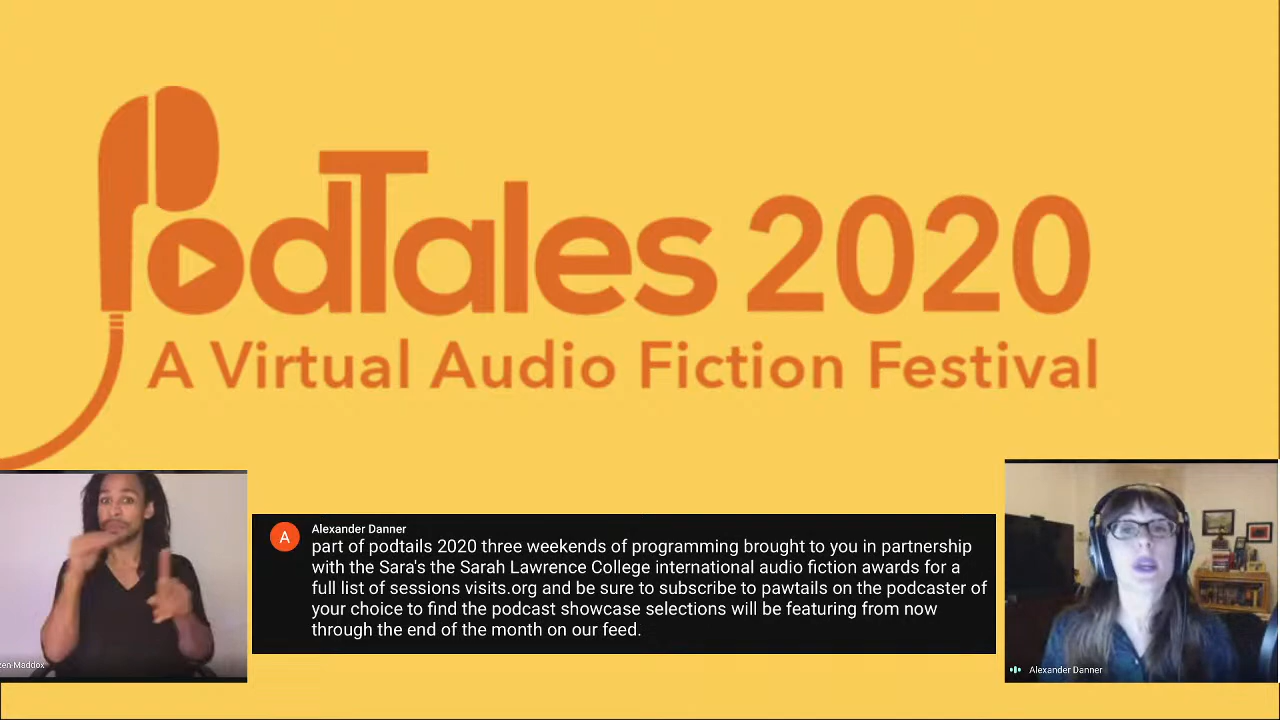 PodTales 2020
A Virtual Audio Fiction Festival
A
Alexander Danner
part of podtails 2020 three weekends of programming brought to you in partnership
with the Sara's the Sarah Lawrence College international audio fiction awards for a
full list of sessions visits.org and be sure to subscribe to pawtails on the podcaster of
your choice to find the podcast showcase selections will be featuring from now
through the end of the month on our feed.
zen Maddox
Alexander Danner